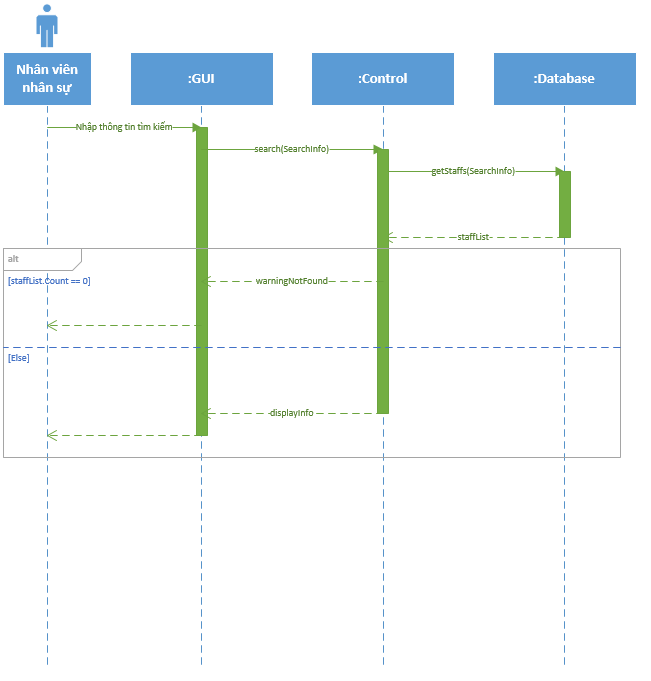 Nhân viên
nhân sự
:GUI
:Control
:Database
Nhập thông tin tìm kiếm
search(SearchInfo)
getStaffs(SearchInfo)
staffList
alt
[staffList.Count == 0]
warningNotFound
[Else]
displayInfo